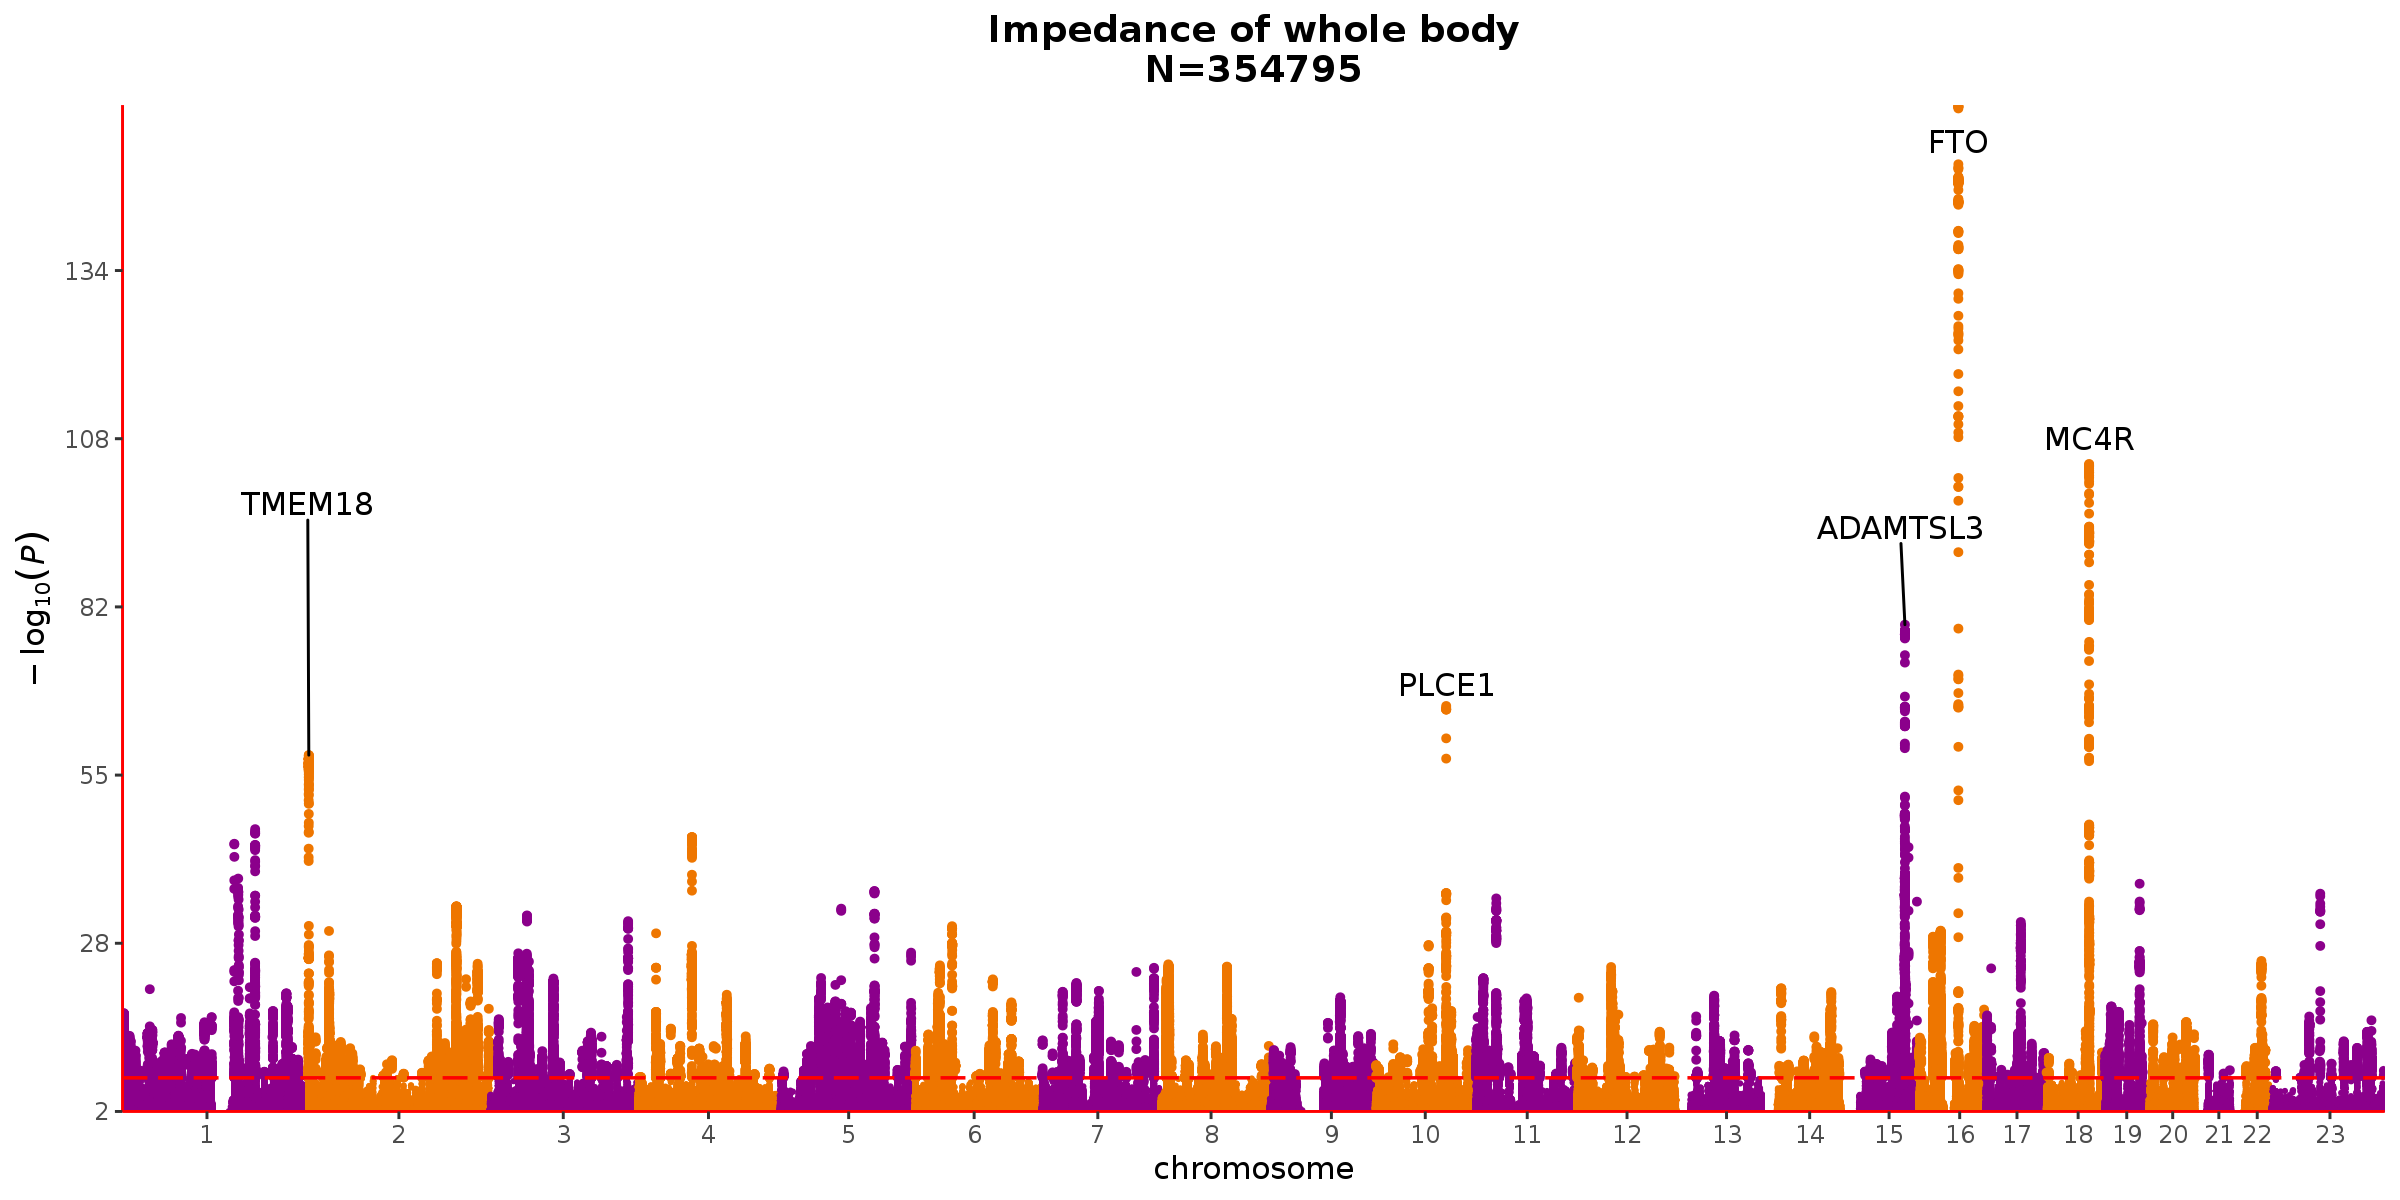 Impedance of whole body
N=354795
FTO
134
108
MC4R
TMEM18
ADAMTSL3
82
PLCE1
55
28
2
−log10(P)
1 2 3 4 5 6 7 8 9 10 11 12 13 14 15 16 17 18 19 20 21 22 23
chromosome